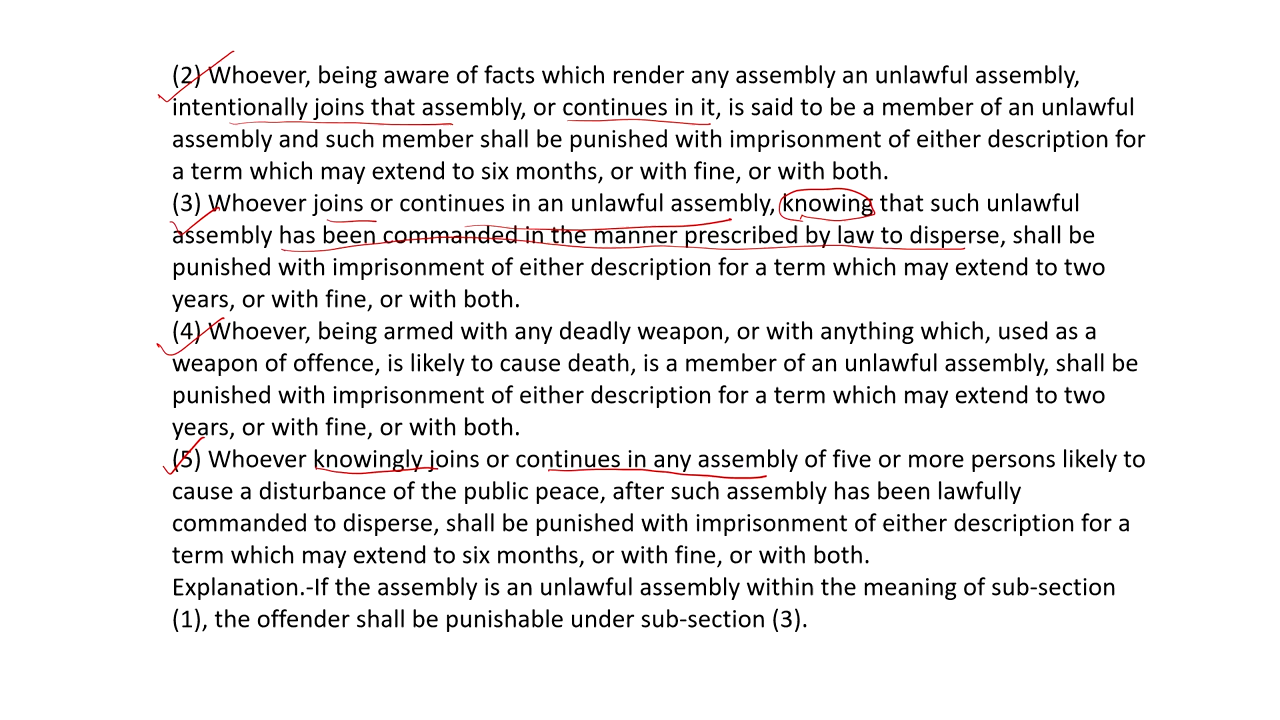 (2) Whoever, being aware of facts which render any assembly an unlawful assembly,
intentionally joins that assembly, or continues in it, is said to be a member of an unlawful
assembly and such member shall be punished with imprisonment of either description for
a term which may extend to six months, or with fine, or with both.
(3) Whoever joins or continues in an unlawful assembly, knowing that such unlawful
assembly has been commanded in the manner prescribed by law to disperse, shall be
punished with imprisonment of either description for a term which may extend to two
years, or with fine, or with both.
(4) Whoever, being armed with any deadly weapon, or with anything which, used as a
weapon of offence, is likely to cause death, is a member of an unlawful assembly, shall be
punished with imprisonment of either description for a term which may extend to two
years, or with fine, or with both.
(5) Whoever knowingly joins or continues in any assembly of five or more persons likely to
cause a disturbance of the public peace, after such assembly has been lawfully
commanded to disperse, shall be punished with imprisonment of either description for a
term which may extend to six months, or with fine, or with both.
Explanation.-If the assembly is an unlawful assembly within the meaning of sub-section
(1), the offender shall be punishable under sub-section (3).